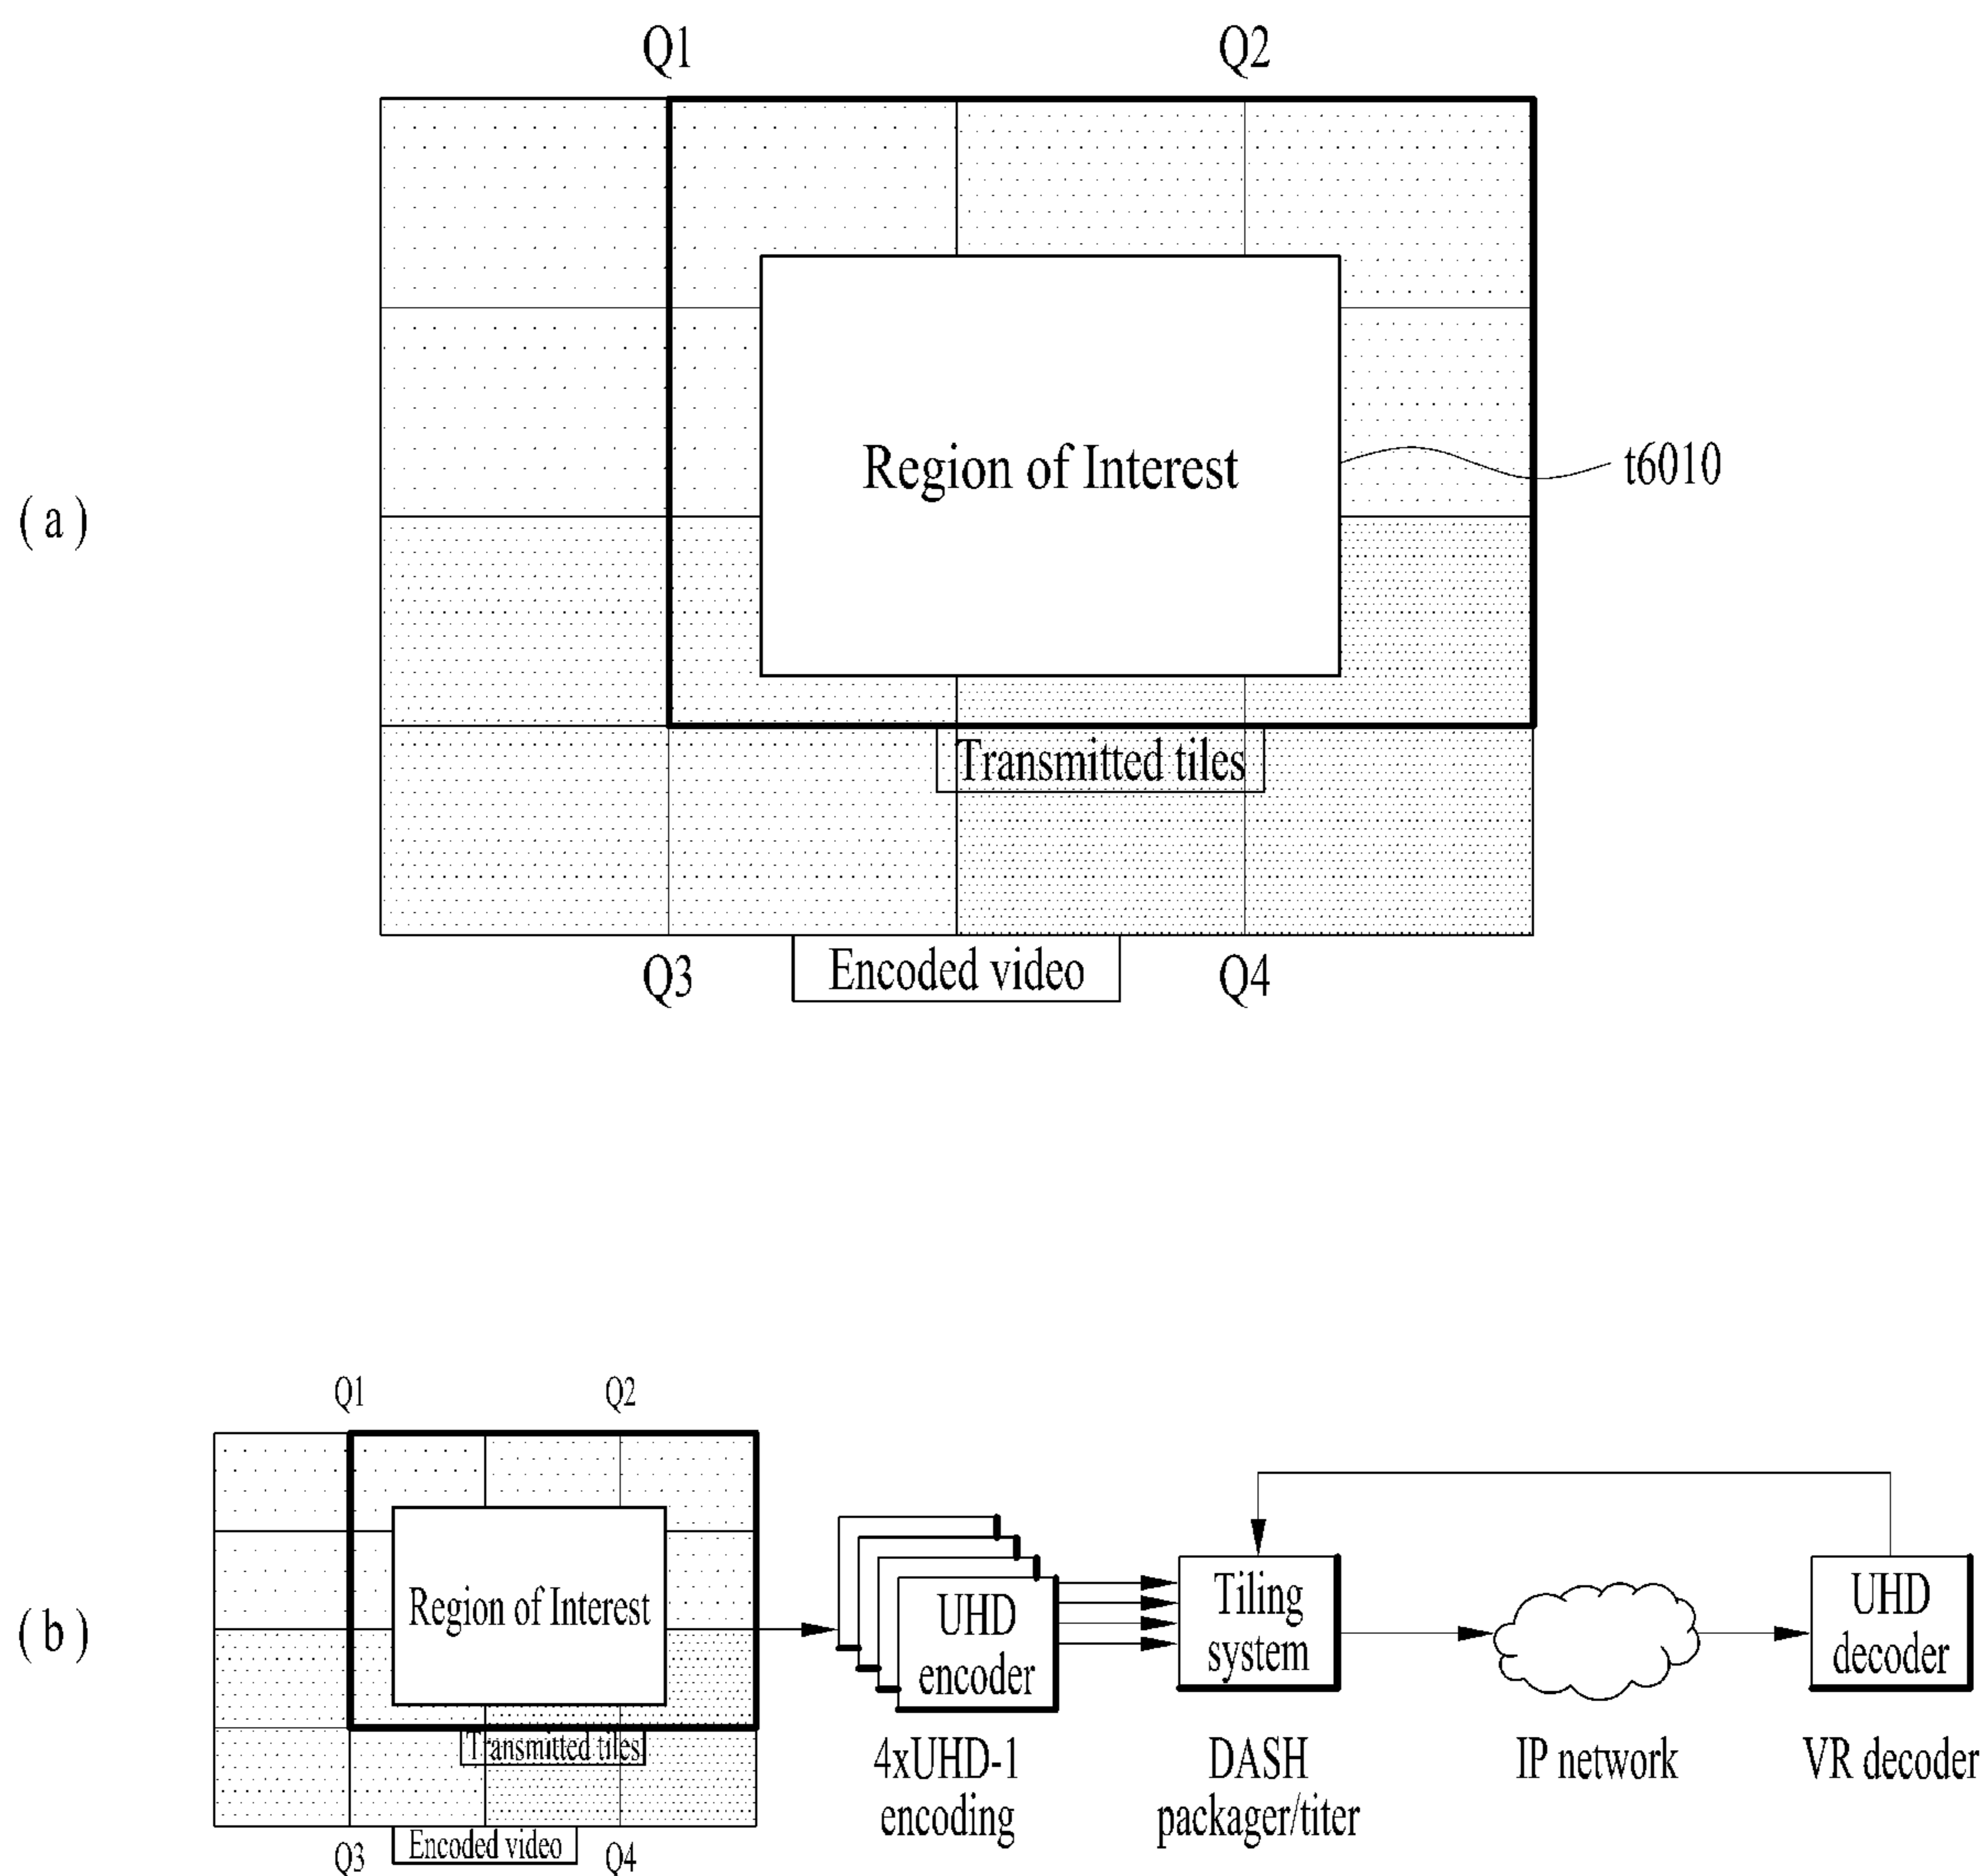 Q1 Q2
(a)
Region of Interest
t6010
Transmitted tiles
Q3 Encoded video Q4
Q1 Q2
(b)
Region of Interest
Transmitted tiles
Q3 Encoded video Q4
UHD
encoder
4xUHD-1
encoding
Tiling
system
DASH
packager/titer
IP network
UHD
decoder
VR decoder